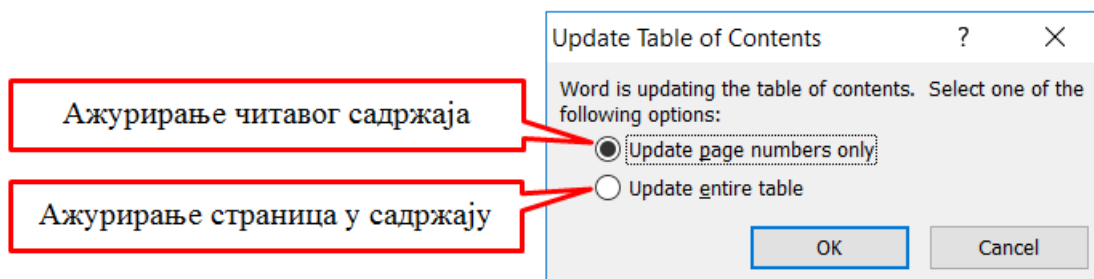 Update Table of Contents ?
Word is updating the table of contents. Select one of the
following options:
Ажурирање читавог садржаја
Update page numbers only
Update entire table
Ажурирање страница у садржају
OK Cancel